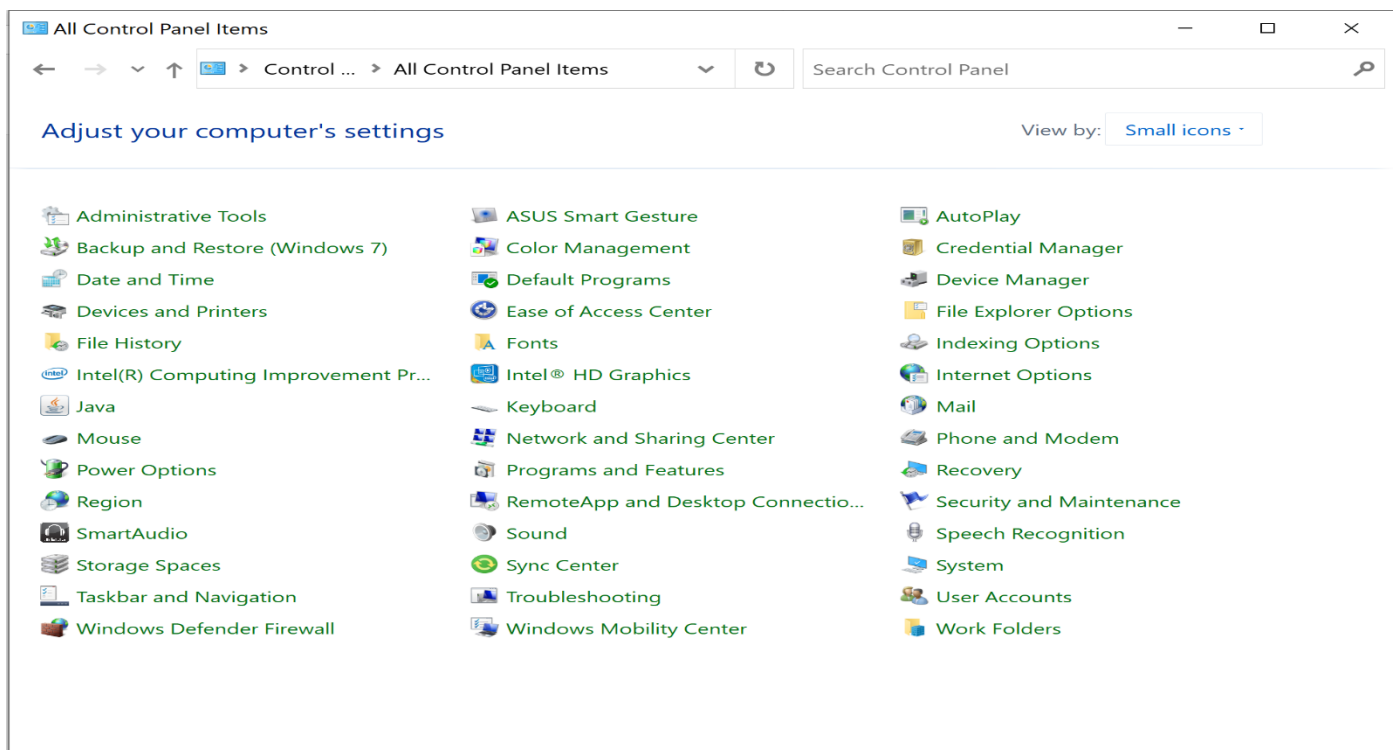 All Control Panel Items
Control ... > All Control Panel Items
Search Control Panel
Adjust your computer's settings
View by: Small icons
Administrative Tools
ASUS Smart Gesture
AutoPlay
Backup and Restore (Windows 7)
Color Management
Credential Manager
Date and Time
Default Programs
Device Manager
Devices and Printers
Ease of Access Center
File Explorer Options
File History
Fonts
Indexing Options
Intel(R) Computing Improvement Pr...
Intel® HD Graphics
Internet Options
Java
Keyboard
Mail
Mouse
Network and Sharing Center
Phone and Modem
Power Options
Programs and Features
Recovery
Region
RemoteApp and Desktop Connectio...
Security and Maintenance
SmartAudio
Sound
Speech Recognition
Storage Spaces
Sync Center
System
Taskbar and Navigation
Troubleshooting
User Accounts
Windows Defender Firewall
Windows Mobility Center
Work Folders